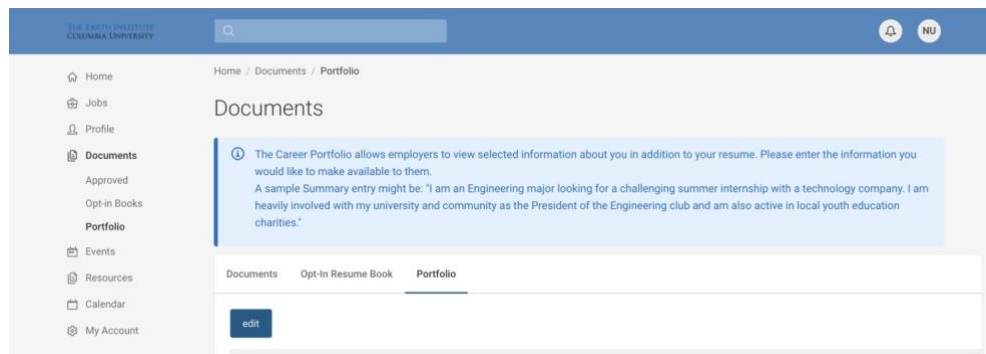 THE EARTH INSTITUTE
COLUMBIA UNIVERSITY
NU
Home
Jobs
Profile
Documents
Approved
Opt-in Books
Portfolio
Events
Resources
Calendar
My Account
Home / Documents / Portfolio
Documents
The Career Portfolio allows employers to view selected information about you in addition to your resume. Please enter the information you
would like to make available to them.
A sample Summary entry might be: "I am an Engineering major looking for a challenging summer internship with a technology company. I am
heavily involved with my university and community as the President of the Engineering club and am also active in local youth education
charities."
Documents Opt-In Resume Book Portfolio
edit